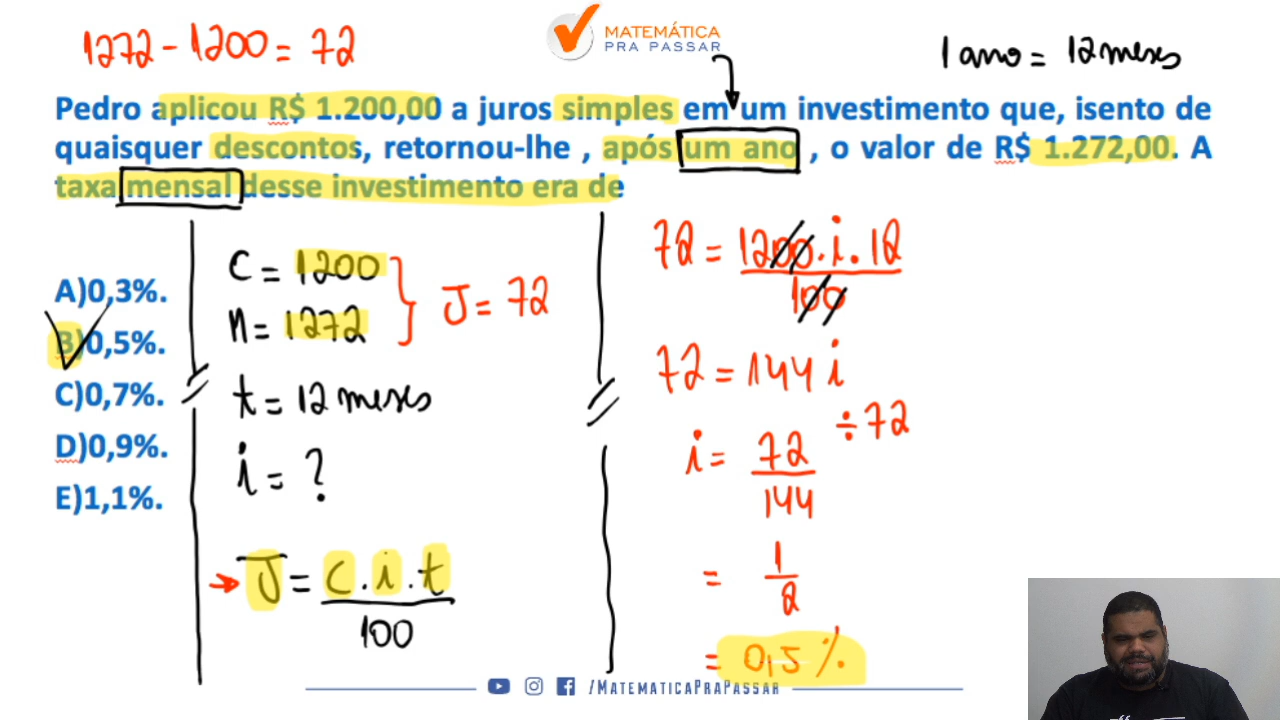 1272 - 1200 = 72
MATEMÁTICA
PRA PASSAR
1 ano = 12 meses
Pedro aplicou R$ 1.200,00 a juros simples em um investimento que, isento de
quaisquer descontos, retornou-lhe , após um ano , o valor de R$ 1.272,00. A
taxa mensal desse investimento era de
A)0,3%.
B)0,5%.
C)0,7%.
D)0,9%.
E)1,1%.
C = 1200
M = 1272
J = 72
t = 12 meses
i = ?
J = C . i . t
100
72 = 1200 . i . 12
100
72 = 144 i
÷72
i = 72
144
= 1
2
= 0,5 %
/MatematicaPraPassar